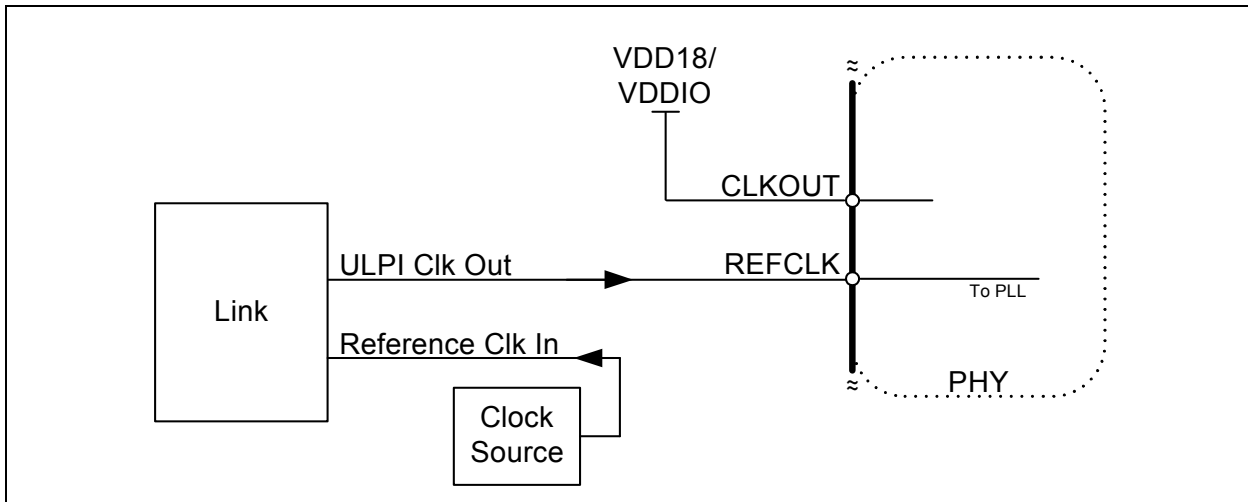 VDD18/
VDDIO
CLKOUT
ULPI Clk Out
REFCLK
To PLL
Link
Reference Clk In
PHY
Clock
Source